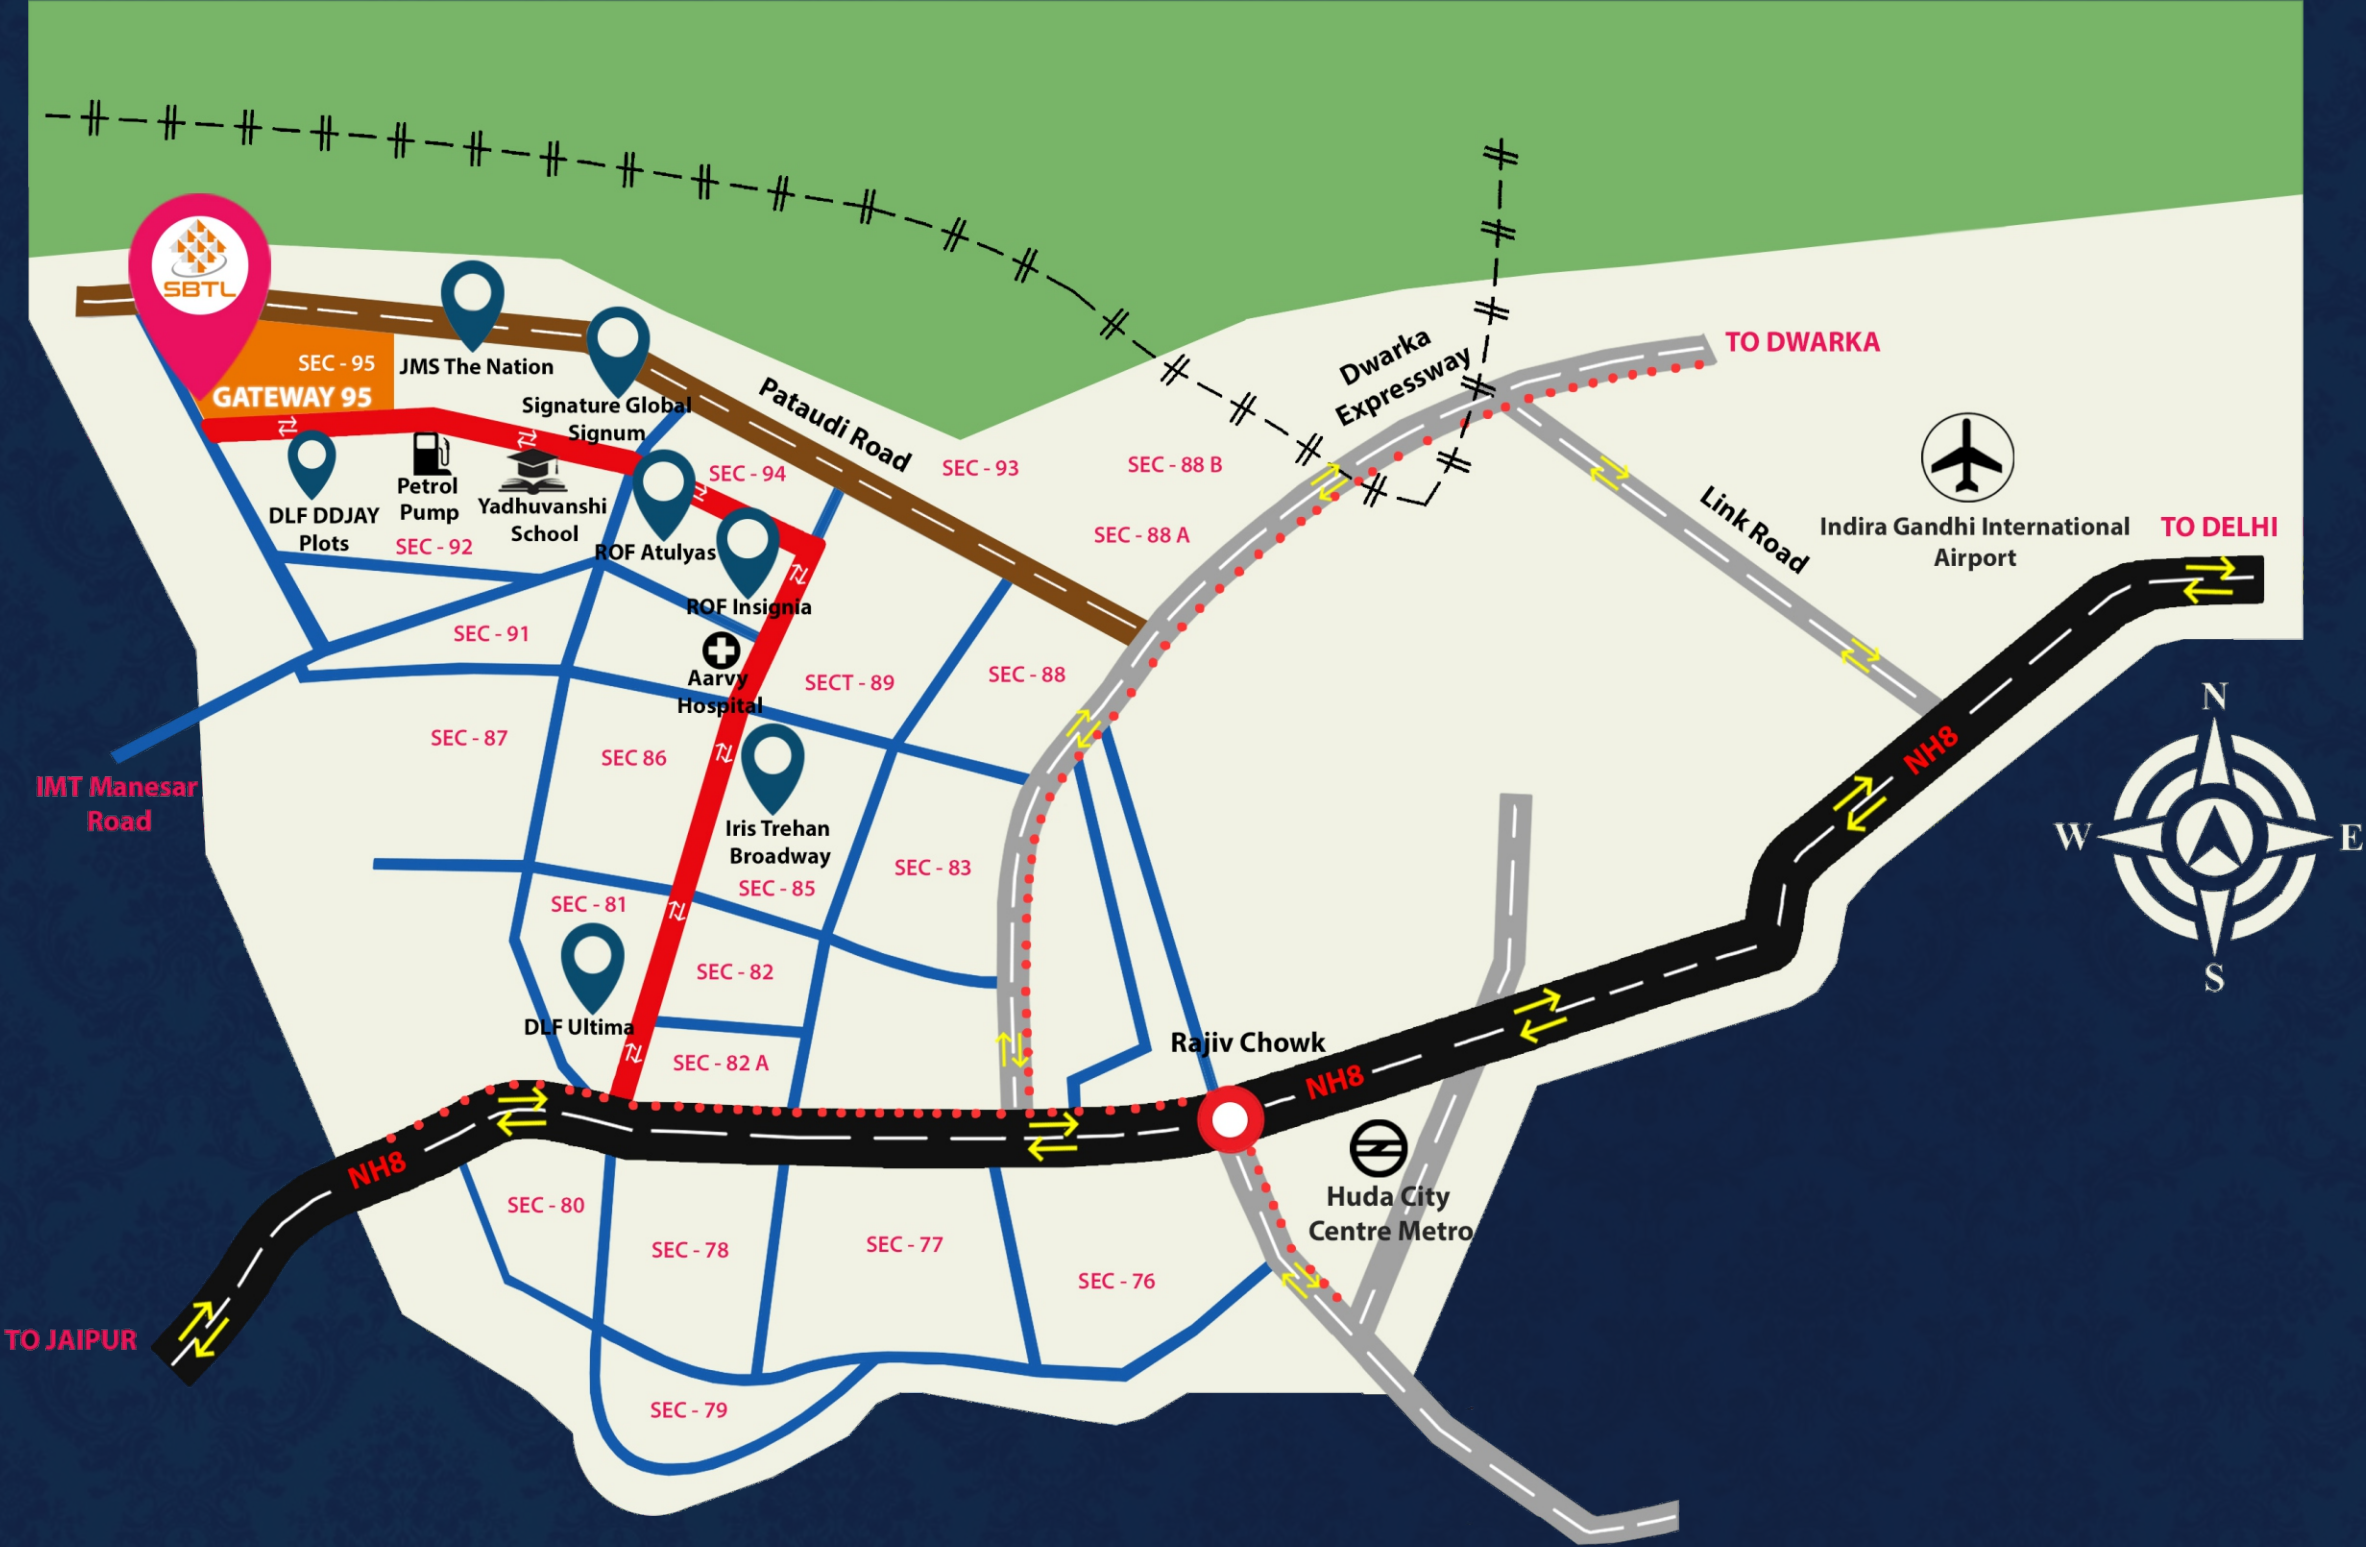 SBTL
SEC - 95
GATEWAY 95
JMS The Nation
Signature Global
Signum
Pataudi Road
Dwarka
Expressway
TO DWARKA
SEC - 94
SEC - 93
SEC - 88 B
SEC - 88 A
Link Road
Indira Gandhi International
Airport
TO DELHI
DLF DDJAY
Plots
Petrol
Pump
Yadhuvanshi
School
SEC - 92
ROF Atulyas
ROF Insignia
SEC - 91
Aarvy
Hospital
SECT - 89
SEC - 88
SEC - 87
SEC 86
NH8
N
W
E
S
IMT Manesar
Road
Iris Trehan
Broadway
SEC - 85
SEC - 83
SEC - 81
SEC - 82
DLF Ultima
SEC - 82 A
Rajiv Chowk
NH8
NH8
Huda City
Centre Metro
SEC - 80
SEC - 78
SEC - 77
SEC - 76
TO JAIPUR
SEC - 79